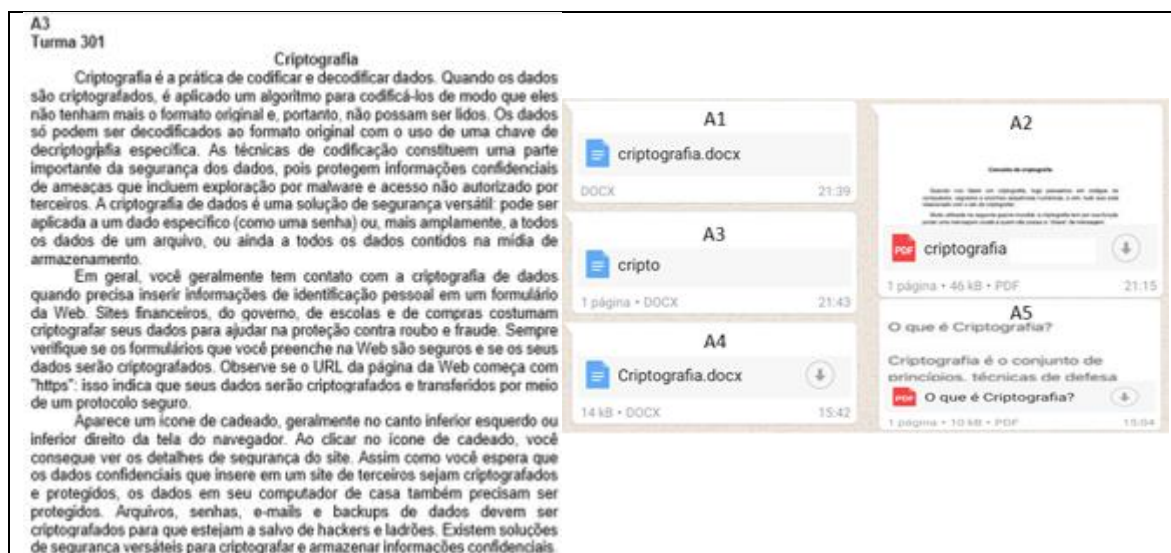 A3
Turma 301
Criptografia
Criptografia é a prática de codificar e decodificar dados. Quando os dados
são criptografados, é aplicado um algoritmo para codificá-los de modo que eles
não tenham mais o formato original e, portanto, não possam ser lidos. Os dados
só podem ser decodificados ao formato original com o uso de uma chave de
decriptografia específica. As técnicas de codificação constituem uma parte
importante da segurança dos dados, pois protegem informações confidenciais
de ameaças que incluem exploração por malware e acesso não autorizado por
terceiros. A criptografia de dados é uma solução de segurança versátil: pode ser
aplicada a um dado específico (como uma senha) ou, mais amplamente, a todos
os dados de um arquivo, ou ainda a todos os dados contidos na mídia de
armazenamento.
Em geral, você geralmente tem contato com a criptografia de dados
quando precisa inserir informações de identificação pessoal em um formulário
da Web. Sites financeiros, do governo, de escolas e de compras costumam
criptografar seus dados para ajudar na proteção contra roubo e fraude. Sempre
verifique se os formulários que você preenche na Web são seguros e se os seus
dados serão criptografados. Observe se o URL da página da Web começa com
"https": isso indica que seus dados serão criptografados e transferidos por meio
de um protocolo seguro.
Aparece um ícone de cadeado, geralmente no canto inferior esquerdo ou
inferior direito da tela do navegador. Ao clicar no ícone de cadeado, você
consegue ver os detalhes de segurança do site. Assim como você espera que
os dados confidenciais que insere em um site de terceiros sejam criptografados
e protegidos, os dados em seu computador de casa também precisam ser
protegidos. Arquivos, senhas, e-mails e backups de dados devem ser
criptografados para que estejam a salvo de hackers e ladrões. Existem soluções
de segurança versáteis para criptografar e armazenar informações confidenciais.
A1
criptografia.docx
DOCX 21:39
A3
cripto
1 página • DOCX 21:43
A4
Criptografia.docx
14 kB • DOCX 15:42
A2
Conceito de criptografia
PDF criptografia
1 página • 46 kB • PDF 21:15
A5
O que é Criptografia?
Criptografia é o conjunto de
princípios, técnicas de defesa
PDF O que é Criptografia?
1 página • 10 kB • PDF 15:04